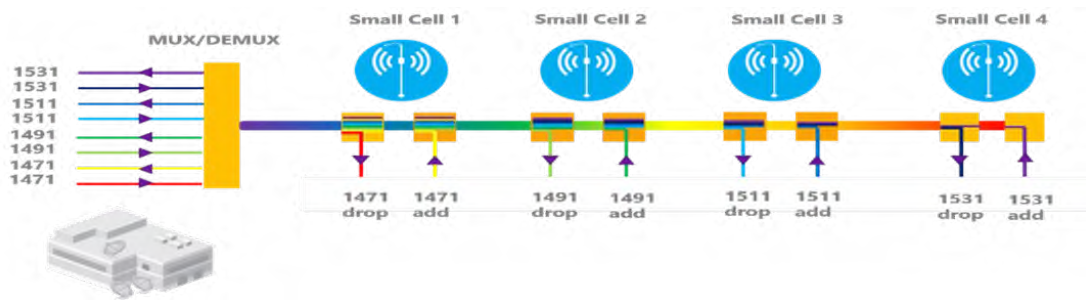 Small Cell 1
Small Cell 2
Small Cell 3
Small Cell 4
MUX/DEMUX
1531
1531
1511
1511
1491
1491
1471
1471
1471 drop
1471 add
1491 drop
1491 add
1511 drop
1511 add
1531 drop
1531 add